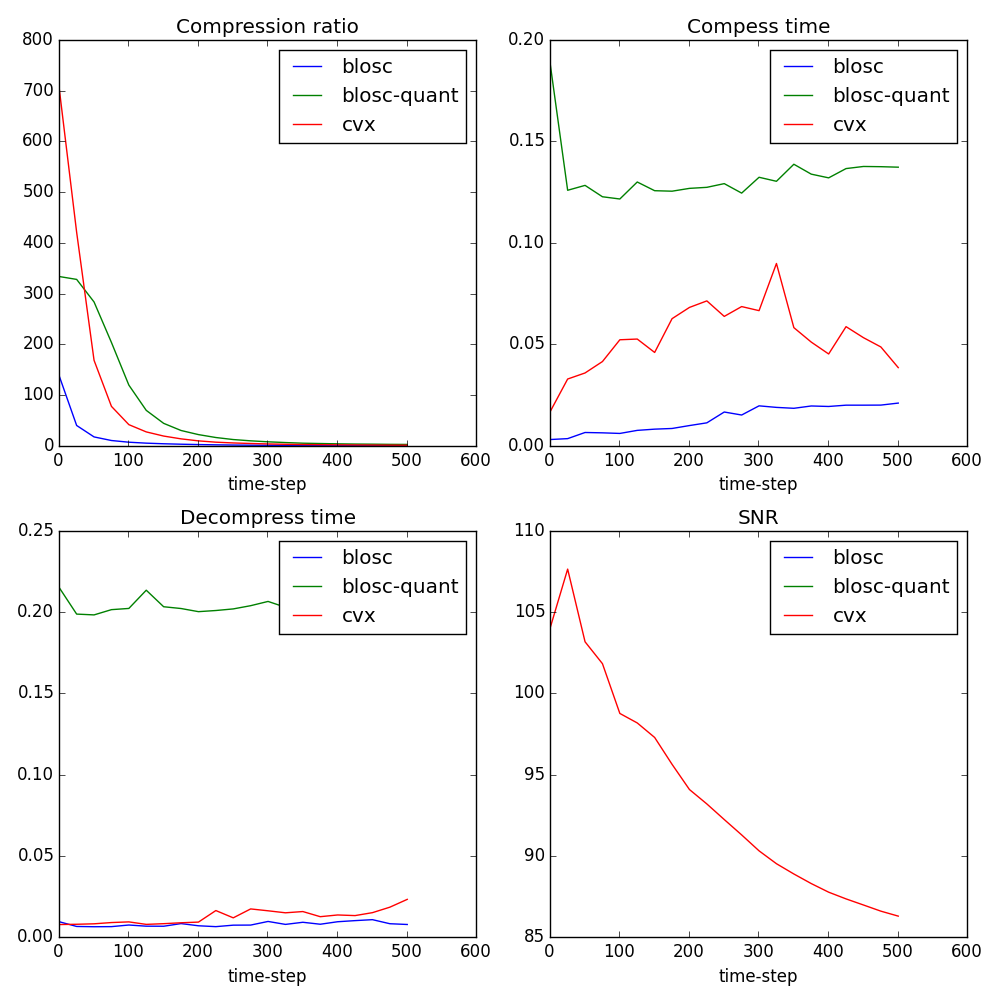 Compression ratio
800
700
600
500
400
300
200
100
0
0 100 200 300 400 500 600
time-step
blosc
blosc-quant
cvx
Compess time
0.20
0.15
0.10
0.05
0.00
0 100 200 300 400 500 600
time-step
blosc
blosc-quant
cvx
Decompress time
0.25
0.20
0.15
0.10
0.05
0.00
0 100 200 300 400 500 600
time-step
blosc
blosc-quant
cvx
SNR
110
105
100
95
90
85
0 100 200 300 400 500 600
time-step
blosc
blosc-quant
cvx